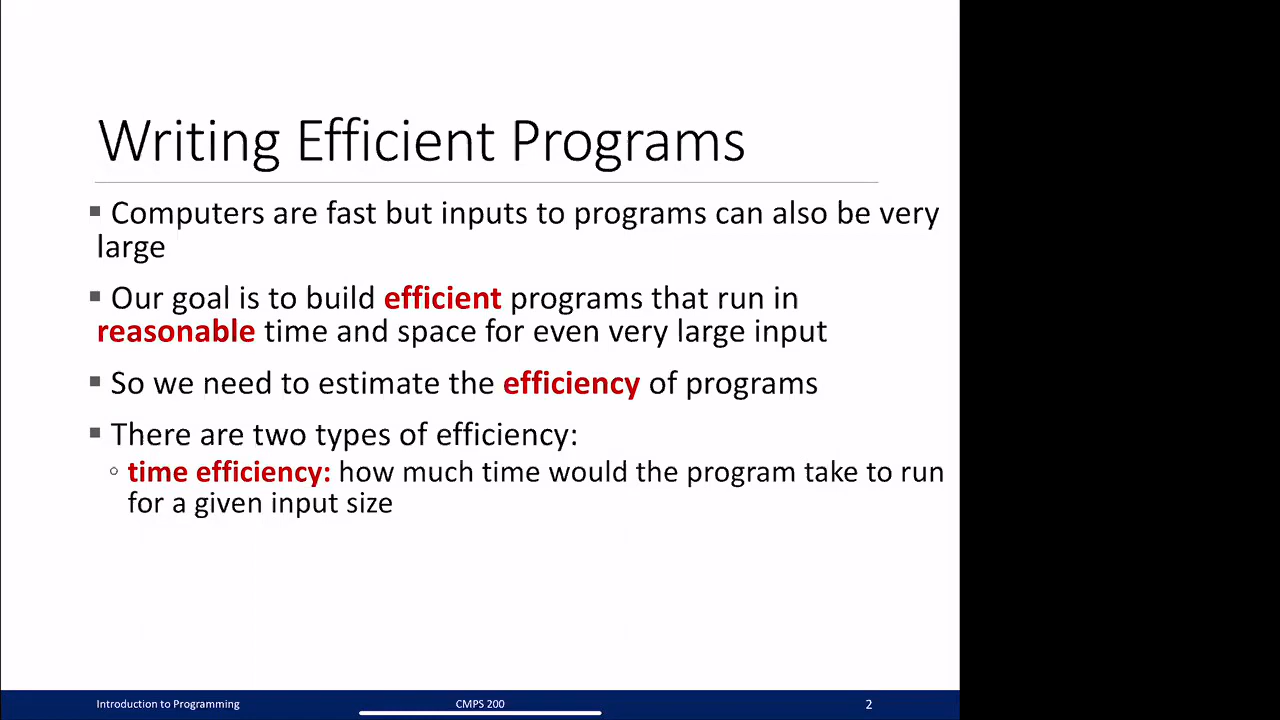 Writing Efficient Programs
▪ Computers are fast but inputs to programs can also be very
large
▪ Our goal is to build efficient programs that run in
reasonable time and space for even very large input
▪ So we need to estimate the efficiency of programs
▪ There are two types of efficiency:
◦ time efficiency: how much time would the program take to run
for a given input size
Introduction to Programming
CMPS 200
2